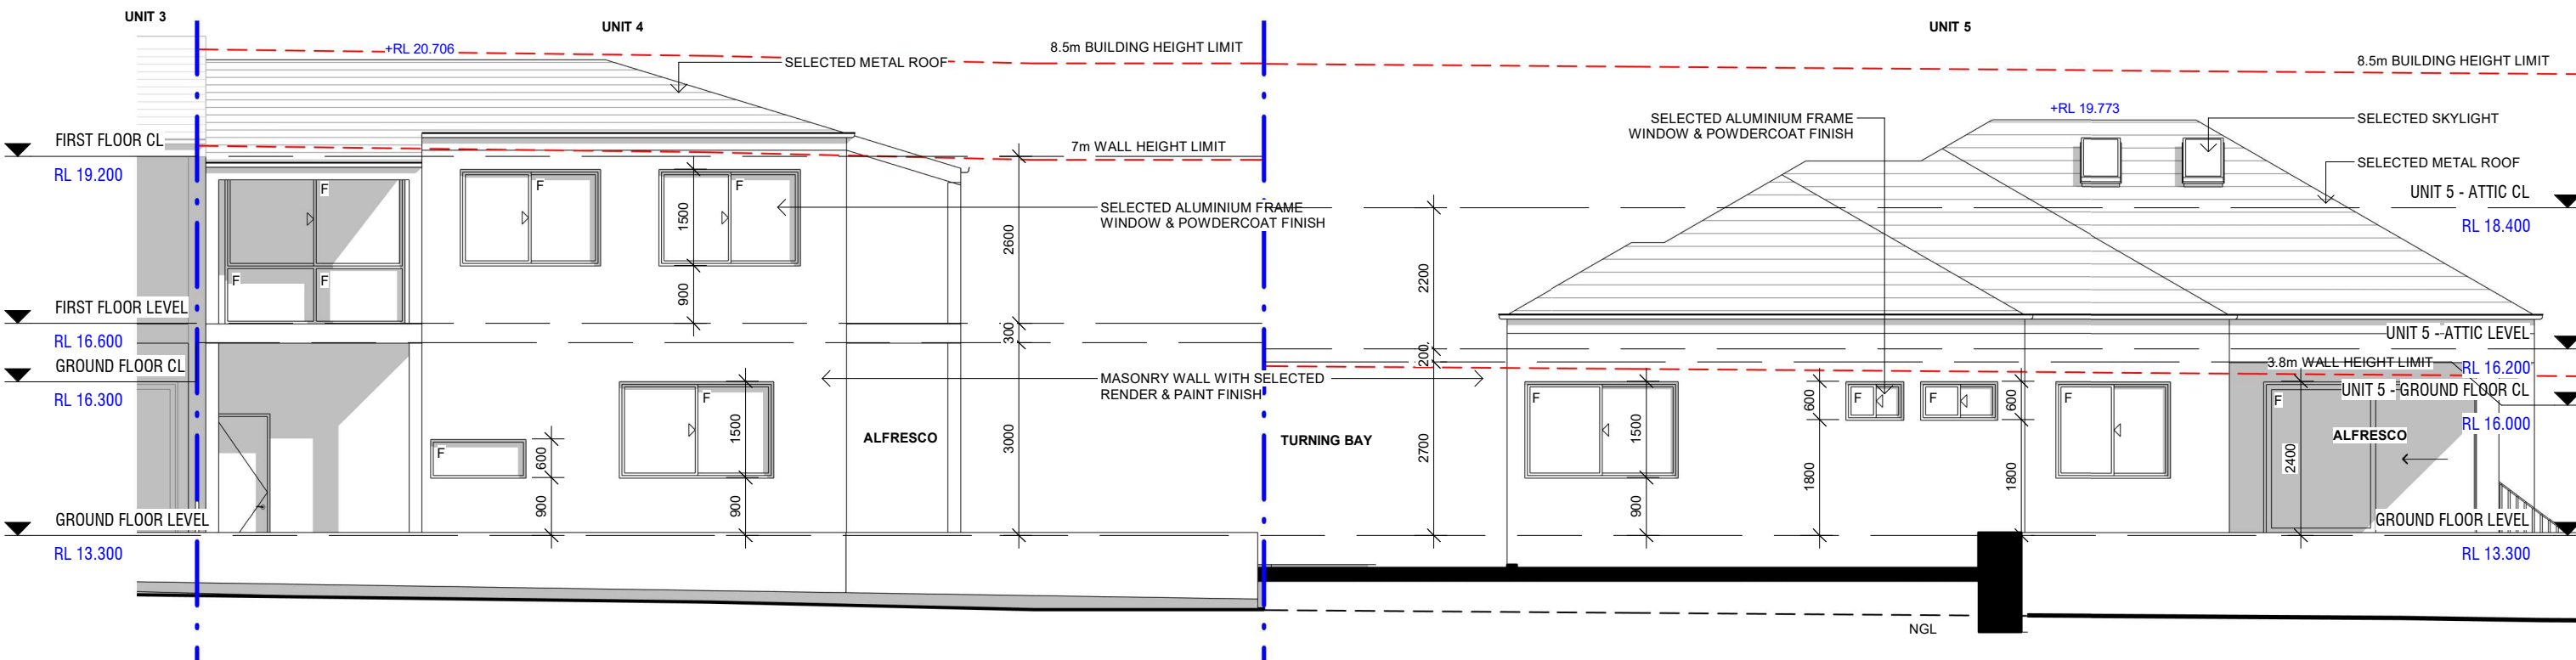 UNIT 3
UNIT 4
UNIT 5
+RL 20.706
8.5m BUILDING HEIGHT LIMIT
SELECTED METAL ROOF
8.5m BUILDING HEIGHT LIMIT
+RL 19.773
SELECTED ALUMINIUM FRAME
WINDOW & POWDERCOAT FINISH
SELECTED SKYLIGHT
FIRST FLOOR CL
RL 19.200
7m WALL HEIGHT LIMIT
SELECTED METAL ROOF
UNIT 5 - ATTIC CL
RL 18.400
F
F
F
F
F
1500
900
2600
SELECTED ALUMINIUM FRAME
WINDOW & POWDERCOAT FINISH
2200
FIRST FLOOR LEVEL
RL 16.600
300
200
UNIT 5 - ATTIC LEVEL
RL 16.200
3.8m WALL HEIGHT LIMIT
GROUND FLOOR CL
RL 16.300
MASONRY WALL WITH SELECTED
RENDER & PAINT FINISH
UNIT 5 - GROUND FLOOR CL
RL 16.000
F
F
600
900
1500
900
ALFRESCO
3000
TURNING BAY
2700
F
1500
900
F
F
600
1800
600
1800
F
F
2400
ALFRESCO
GROUND FLOOR LEVEL
RL 13.300
GROUND FLOOR LEVEL
RL 13.300
NGL